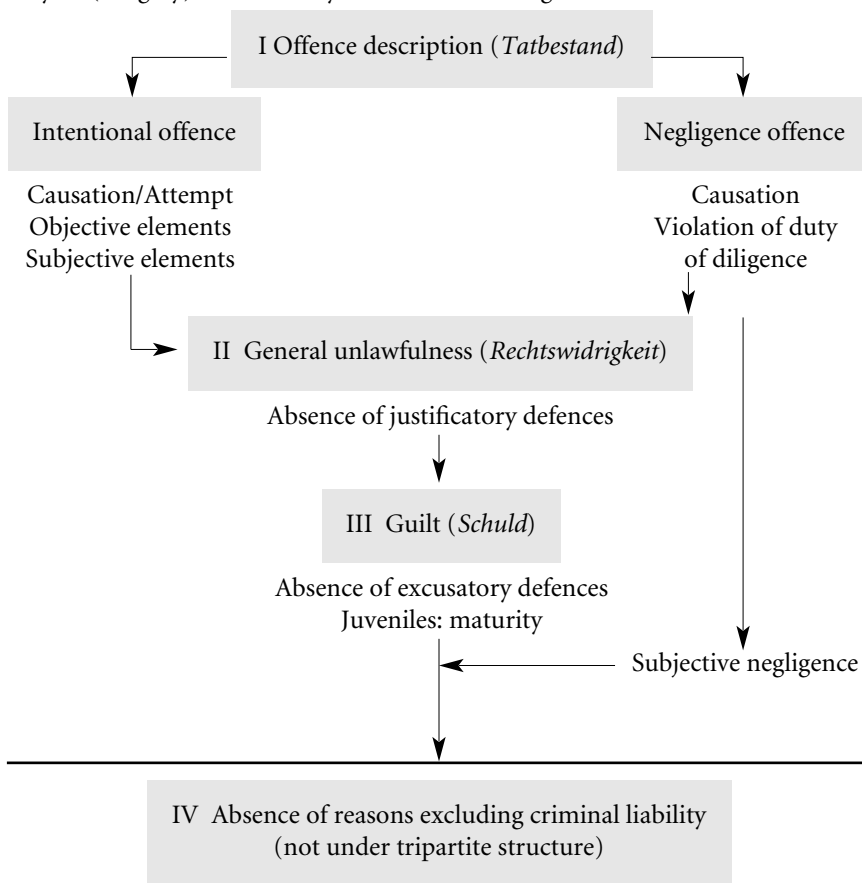 I Offence description (Tatbestand)
Intentional offence
Negligence offence
Causation/Attempt
Objective elements
Subjective elements
Causation
Violation of duty
of diligence
II General unlawfulness (Rechtswidrigkeit)
Absence of justificatory defences
III Guilt (Schuld)
Absence of excusatory defences
Juveniles: maturity
Subjective negligence
IV Absence of reasons excluding criminal liability
(not under tripartite structure)